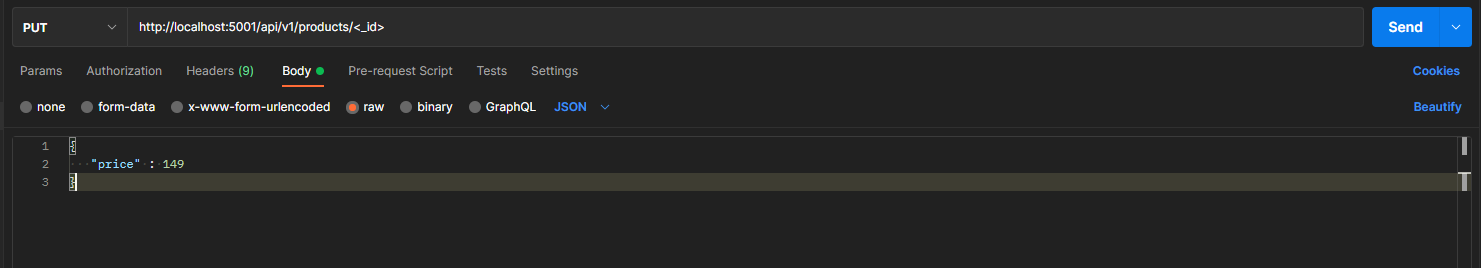 PUT http://localhost:5001/api/v1/products/<_id> Send
Params Authorization Headers (9) Body Pre-request Script Tests Settings Cookies
none form-data x-www-form-urlencoded raw binary GraphQL JSON Beautify
1 {
2 "price" : 149
3 }